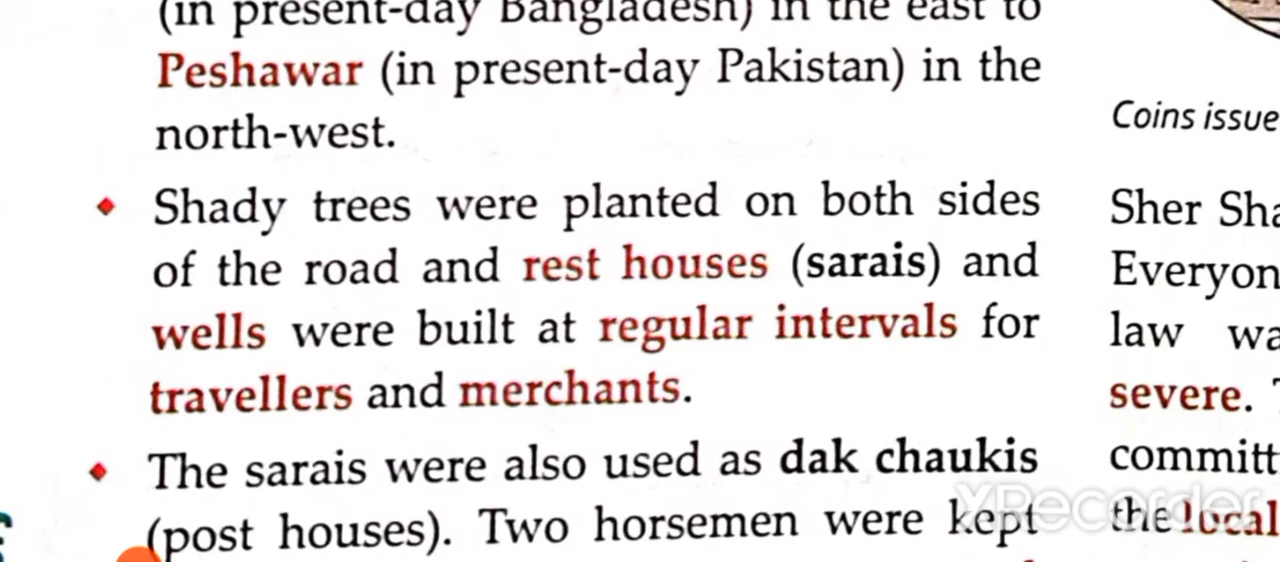 (in present-day Bangladesh) in the east to
Peshawar (in present-day Pakistan) in the
north-west.
Shady trees were planted on both sides
of the road and rest houses (sarais) and
wells were built at regular intervals for
travellers and merchants.
The sarais were also used as dak chaukis
(post houses). Two horsemen were kept
Coins issue
Sher Sha
Everyon
law wa
severe. T
committ
the local
XRecorder